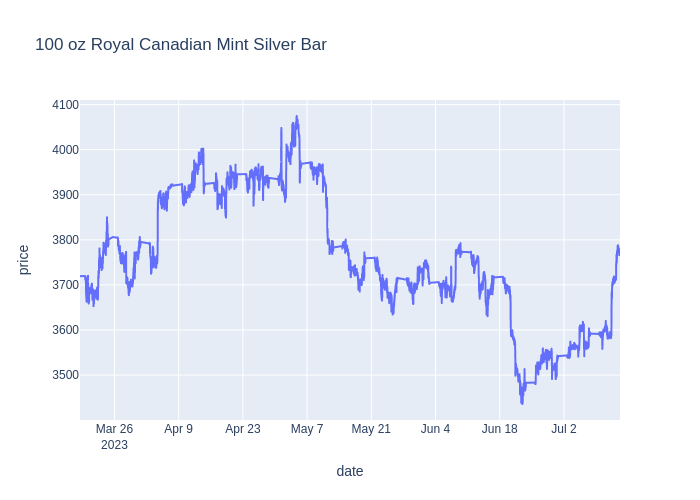 100 oz Royal Canadian Mint Silver Bar
4100
4000
3900
3800
3700
3600
3500
price
Mar 26
2023
Apr 9
Apr 23
May 7
May 21
Jun 4
Jun 18
Jul 2
date